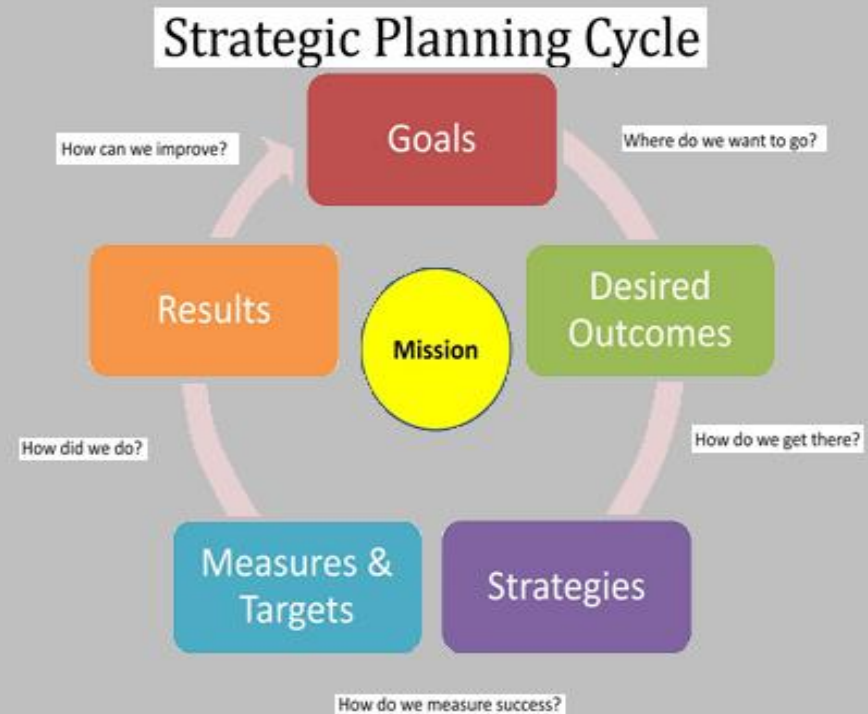 Strategic Planning Cycle
Goals
How can we improve?
Where do we want to go?
Results
Desired
Outcomes
Mission
How did we do?
How do we get there?
Measures &
Targets
Strategies
How do we measure success?